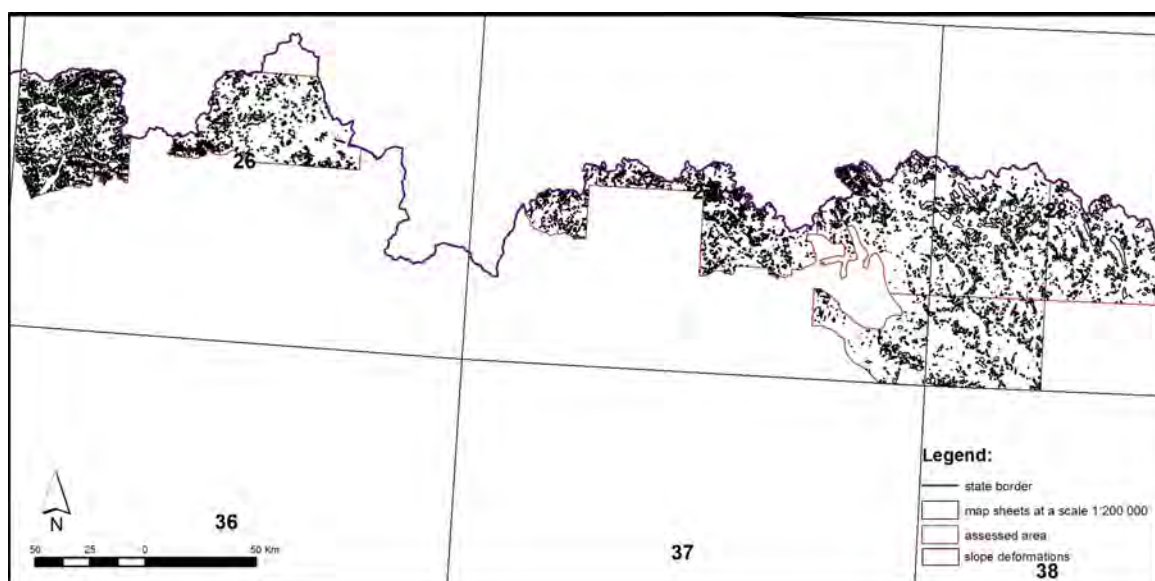 26
Legend:
state border
map sheets at a scale 1:200 000
assessed area
slope deformations
N
36
37
38
50 25 0 50 Km